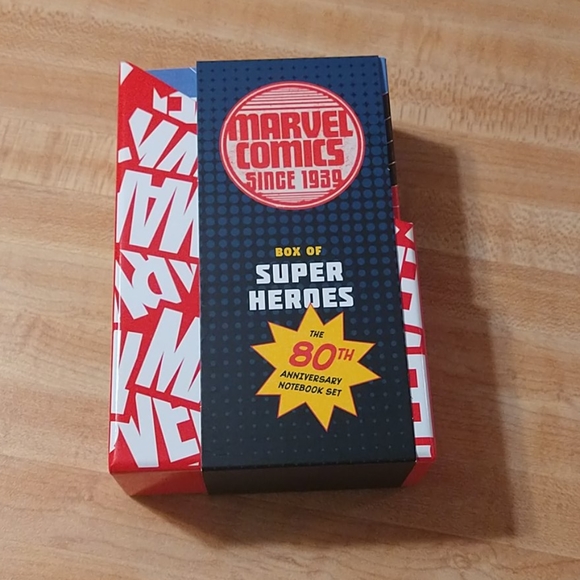 MARVEL
COMICS
SINCE 1939
BOX OF
SUPER
HEROES
THE
80TH
ANNIVERSARY
NOTEBOOK SET